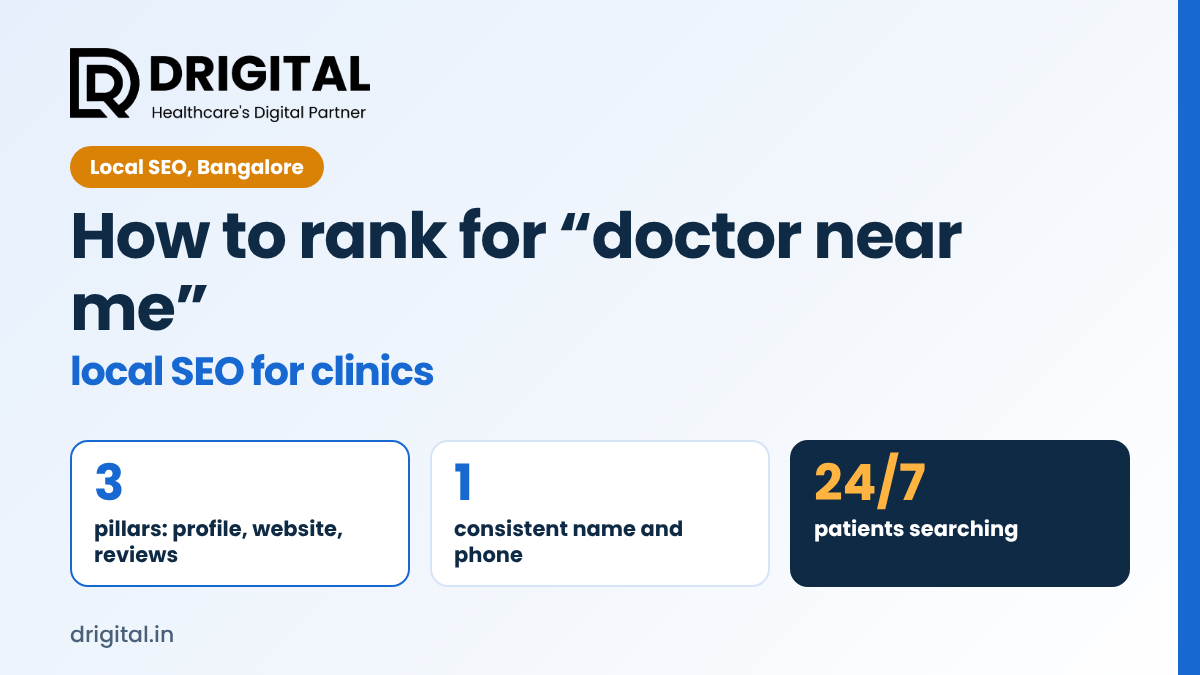 DRIGITAL
Healthcare's Digital Partner
Local SEO, Bangalore
How to rank for “doctor near
me”
local SEO for clinics
3
pillars: profile, website,
reviews
1
consistent name and
phone
24/7
patients searching
drigital.in